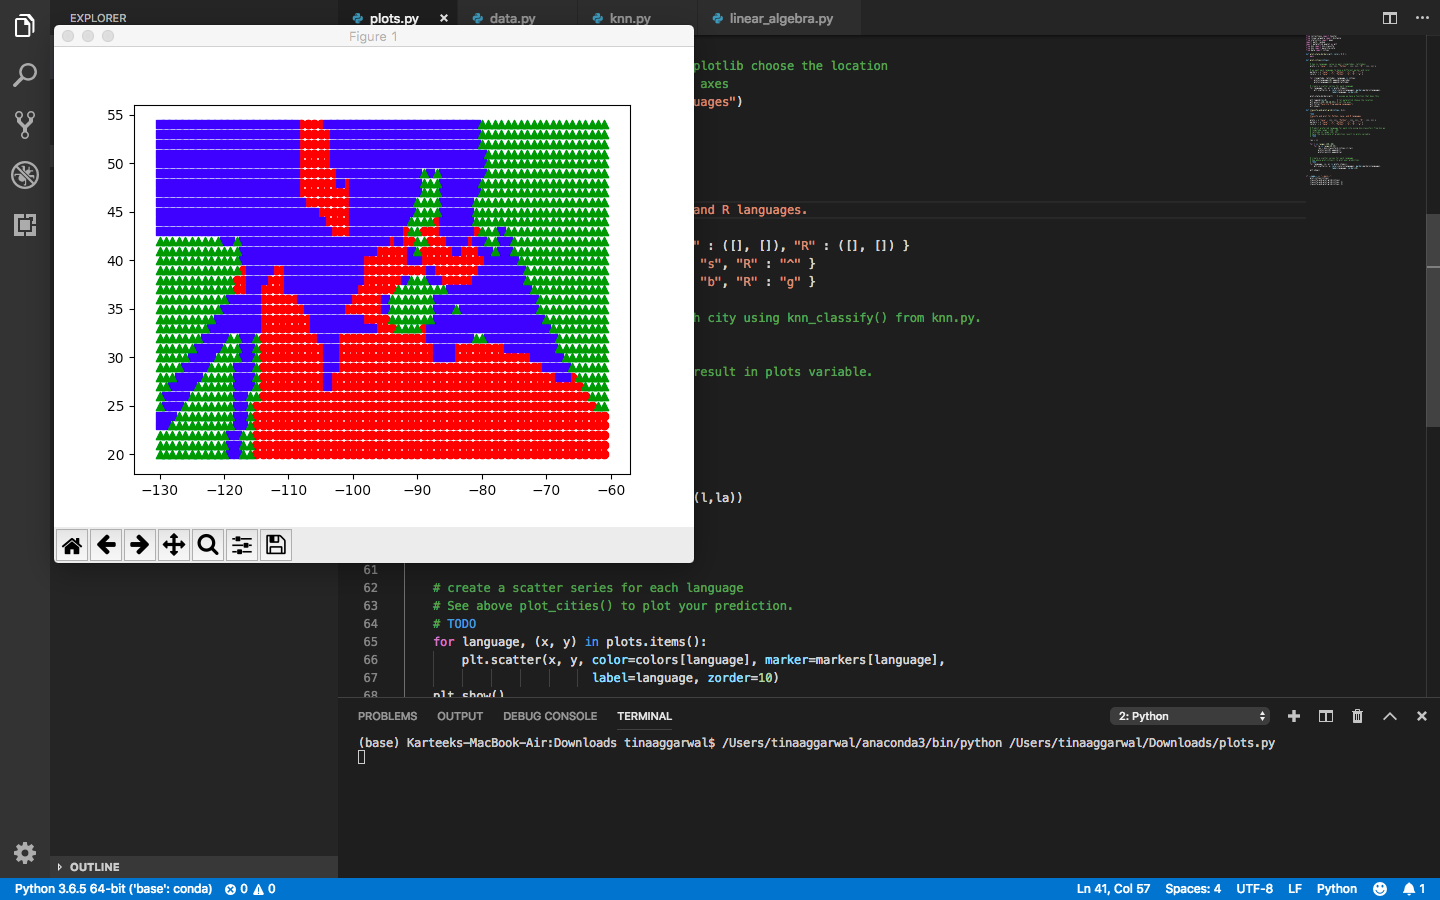 EXPLORER
plots.py
data.py
knn.py
linear_algebra.py
Figure 1
55
50
45
40
35
30
25
20
−130
−120
−110
−100
−90
−80
−70
−60
plotlib choose the location
axes
uages")
and R languages.
" : ([], []), "R" : ([], []) }
"s", "R" : "^" }
"b", "R" : "g" }
h city using knn_classify() from knn.py.
result in plots variable.
(l,la))
61
62 # create a scatter series for each language
63 # See above plot_cities() to plot your prediction.
64 # TODO
65 for language, (x, y) in plots.items():
66 plt.scatter(x, y, color=colors[language], marker=markers[language],
67 label=language, zorder=10)
68 plt.show()
PROBLEMS OUTPUT DEBUG CONSOLE TERMINAL 2: Python
(base) Karteeks-MacBook-Air:Downloads tinaaggarwal$ /Users/tinaaggarwal/anaconda3/bin/python /Users/tinaaggarwal/Downloads/plots.py
OUTLINE
Python 3.6.5 64-bit ('base': conda) 0 0 Ln 41, Col 57 Spaces: 4 UTF-8 LF Python 1